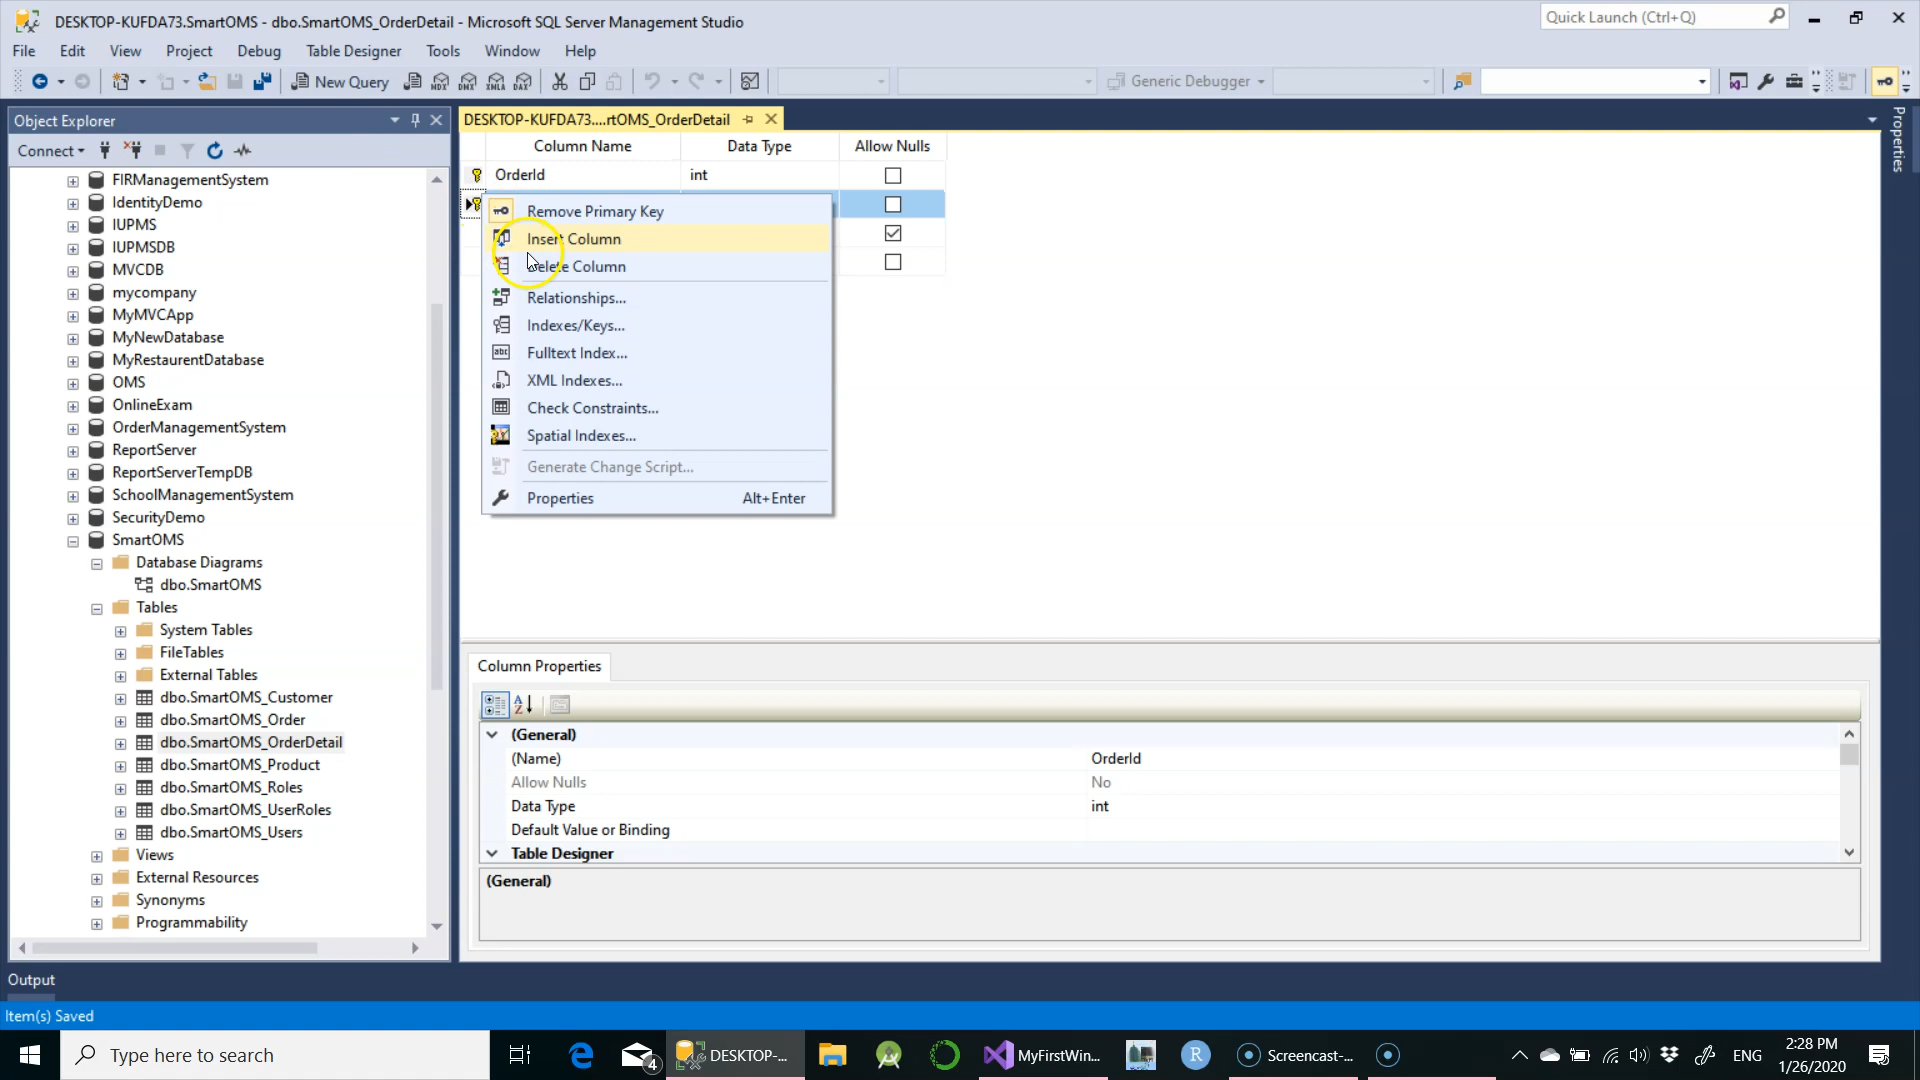 DESKTOP-KUFDA73.SmartOMS - dbo.SmartOMS_OrderDetail - Microsoft SQL Server Management Studio
Quick Launch (Ctrl+Q)
File Edit View Project Debug Table Designer Tools Window Help
New Query MDX DMX XMLA DAX Generic Debugger
Object Explorer
Connect
FIRManagementSystem
IdentityDemo
IUPMS
IUPMSDB
MVCDB
mycompany
MyMVCApp
MyNewDatabase
MyRestaurentDatabase
OMS
OnlineExam
OrderManagementSystem
ReportServer
ReportServerTempDB
SchoolManagementSystem
SecurityDemo
SmartOMS
Database Diagrams
dbo.SmartOMS
Tables
System Tables
FileTables
External Tables
dbo.SmartOMS_Customer
dbo.SmartOMS_Order
dbo.SmartOMS_OrderDetail
dbo.SmartOMS_Product
dbo.SmartOMS_Roles
dbo.SmartOMS_UserRoles
dbo.SmartOMS_Users
Views
External Resources
Synonyms
Programmability
DESKTOP-KUFDA73....rtOMS_OrderDetail
Column Name Data Type Allow Nulls
OrderId int
Remove Primary Key
Insert Column
Delete Column
Relationships...
Indexes/Keys...
abc Fulltext Index...
XML Indexes...
Check Constraints...
Spatial Indexes...
Generate Change Script...
Properties Alt+Enter
Properties
Column Properties
(General)
(Name) OrderId
Allow Nulls No
Data Type int
Default Value or Binding
Table Designer
(General)
Output
Item(s) Saved
Type here to search
4
DESKTOP-...
MyFirstWin...
R
Screencast-...
ENG
2:28 PM
1/26/2020